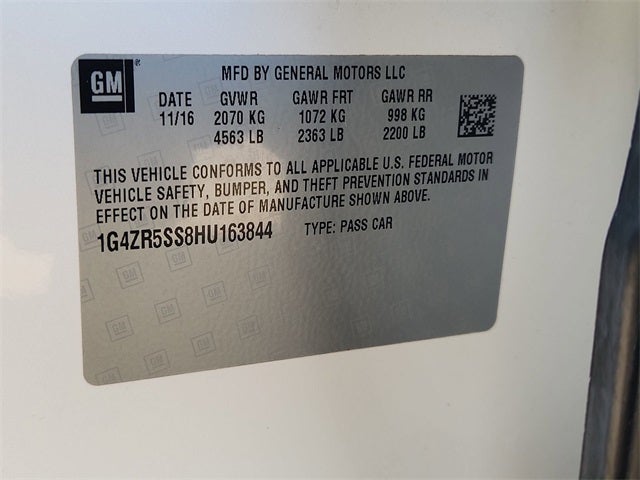 GM
MFD BY GENERAL MOTORS LLC
DATE GVWR GAWR FRT GAWR RR
11/16 2070 KG 1072 KG 998 KG
4563 LB 2363 LB 2200 LB
THIS VEHICLE CONFORMS TO ALL APPLICABLE U.S. FEDERAL MOTOR
VEHICLE SAFETY, BUMPER, AND THEFT PREVENTION STANDARDS IN
EFFECT ON THE DATE OF MANUFACTURE SHOWN ABOVE.
1G4ZR5SS8HU163844 TYPE: PASS CAR